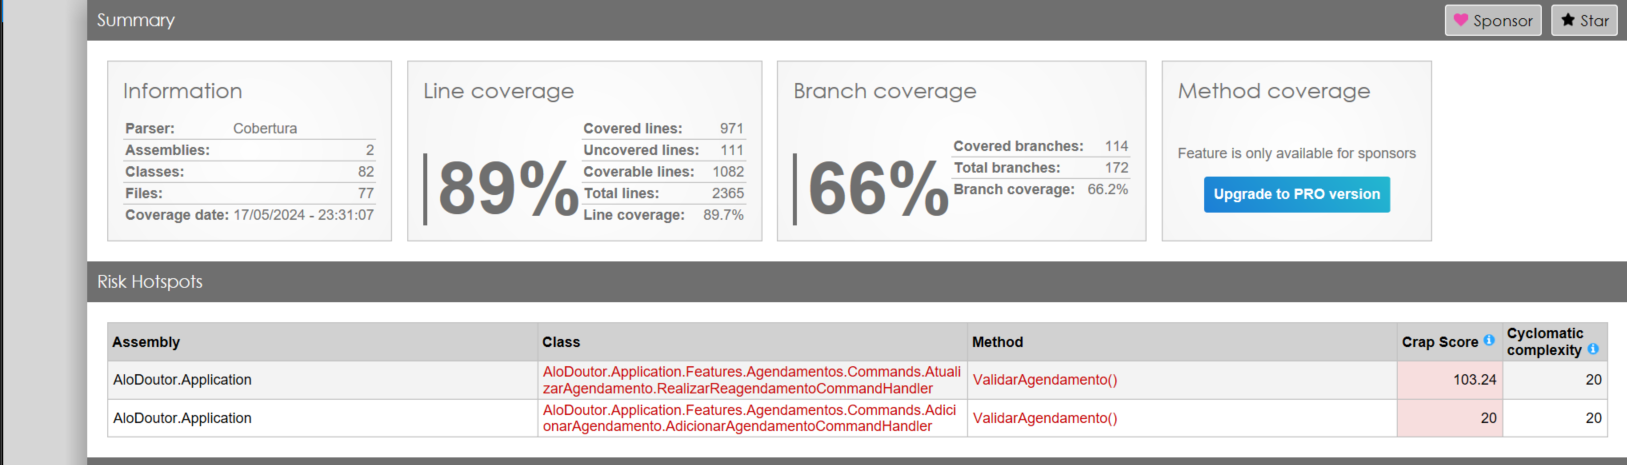 Summary
Sponsor
Star
Information
Parser: Cobertura
Assemblies: 2
Classes: 82
Files: 77
Coverage date: 17/05/2024 - 23:31:07
Line coverage
89%
Covered lines: 971
Uncovered lines: 111
Coverable lines: 1082
Total lines: 2365
Line coverage: 89.7%
Branch coverage
66%
Covered branches: 114
Total branches: 172
Branch coverage: 66.2%
Method coverage
Feature is only available for sponsors
Upgrade to PRO version
Risk Hotspots
Assembly Class Method Crap Score Cyclomatic
complexity
AloDoutor.Application AloDoutor.Application.Features.Agendamentos.Commands.Atuali
zarAgendamento.RealizarReagendamentoCommandHandler ValidarAgendamento() 103.24 20
AloDoutor.Application AloDoutor.Application.Features.Agendamentos.Commands.Adici
onarAgendamento.AdicionarAgendamentoCommandHandler ValidarAgendamento() 20 20